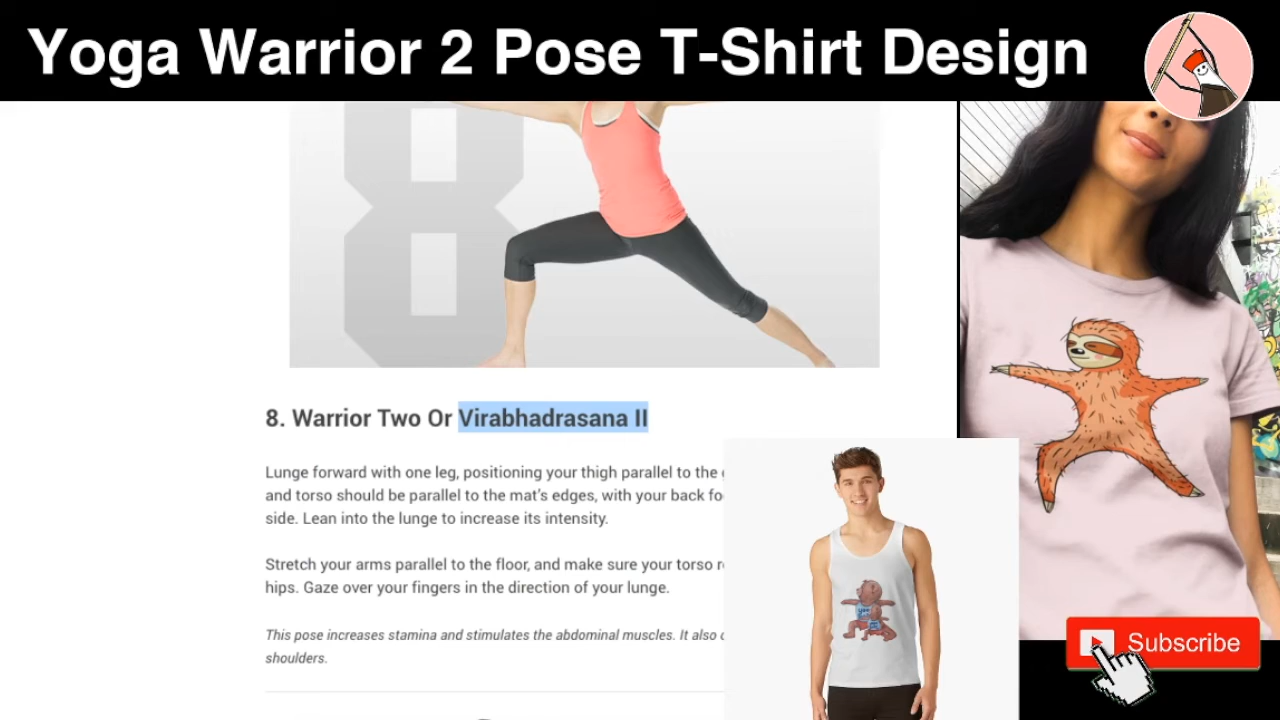 Yoga Warrior 2 Pose T-Shirt Design
8
8. Warrior Two Or Virabhadrasana II
Lunge forward with one leg, positioning your thigh parallel to the
and torso should be parallel to the mat's edges, with your back
side. Lean into the lunge to increase its intensity.
Stretch your arms parallel to the floor, and make sure your torso
hips. Gaze over your fingers in the direction of your lunge.
This pose increases stamina and stimulates the abdominal muscles. It also
shoulders.
Subscribe